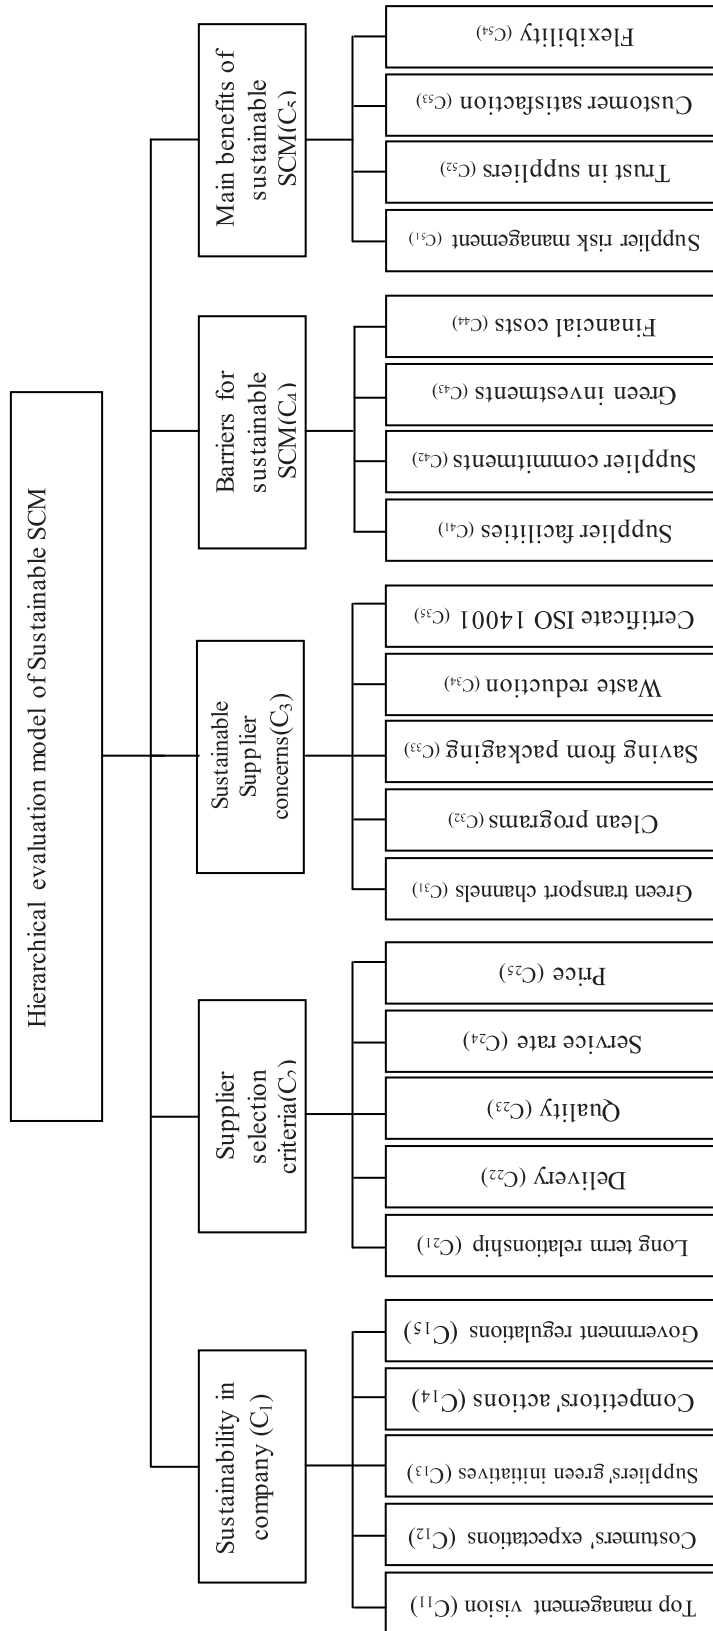 Hierarchical evaluation model of Sustainable SCM
Sustainability in
company (C1)
Supplier
selection
criteria(C2)
Sustainable
Supplier
concerns(C3)
Barriers for
sustainable
SCM(C4)
Main benefits of
sustainable
SCM(C5)
Top management vision (C11)
Costumers' expectations (C12)
Suppliers' green initiatives (C13)
Competitors' actions (C14)
Government regulations (C15)
Long term relationship (C21)
Delivery (C22)
Quality (C23)
Service rate (C24)
Price (C25)
Green transport channels (C31)
Clean programs (C32)
Saving from packaging (C33)
Waste reduction (C34)
Certificate ISO 14001 (C35)
Supplier facilities (C41)
Supplier commitments (C42)
Green investments (C43)
Financial costs (C44)
Supplier risk management (C51)
Trust in suppliers (C52)
Customer satisfaction (C53)
Flexibility (C54)